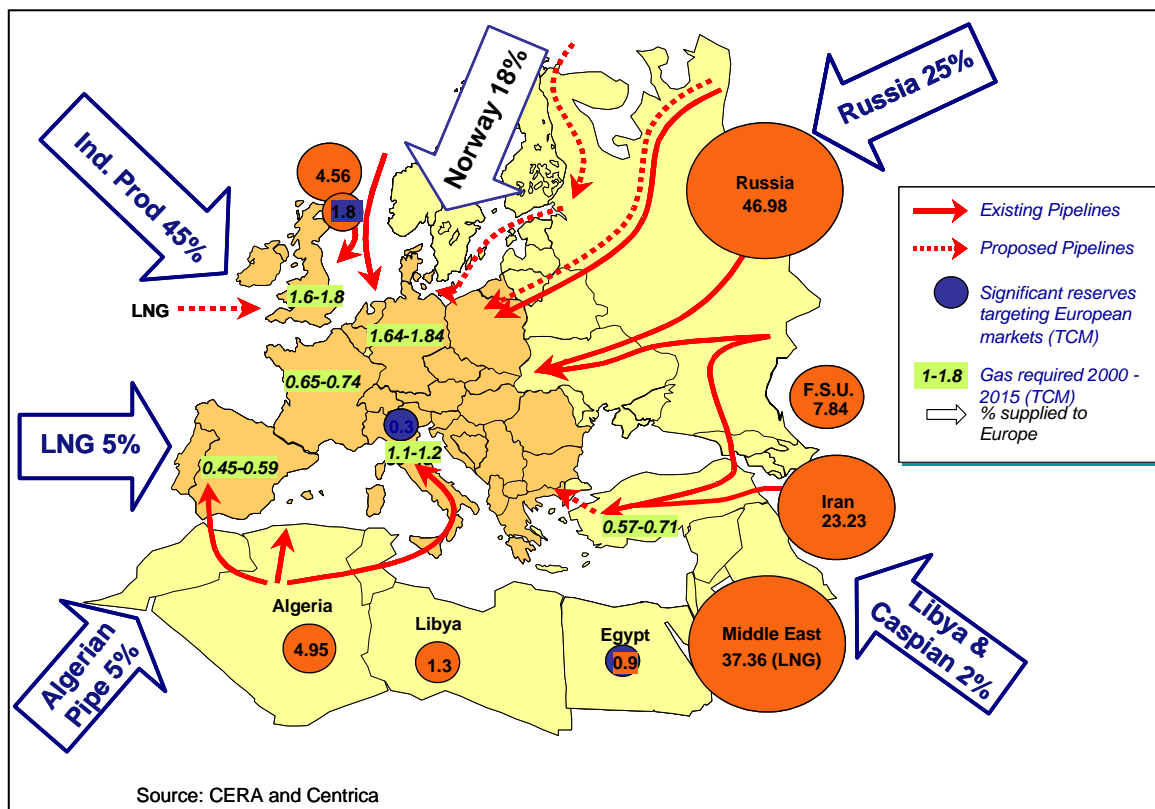 Norway 18%
Russia 25%
Ind. Prod 45%
4.56
1.8
Russia
46.98
Existing Pipelines
Proposed Pipelines
Significant reserves
targeting European
markets (TCM)
1-1.8
Gas required 2000 -
2015 (TCM)
% supplied to
Europe
LNG
1.6-1.8
1.64-1.84
0.65-0.74
F.S.U.
7.84
LNG 5%
0.3
1.1-1.2
0.45-0.59
Iran
23.23
0.57-0.71
Algerian
Pipe 5%
Algeria
4.95
Libya
1.3
Egypt
0.9
Middle East
37.36 (LNG)
Libya &
Caspian 2%
Source: CERA and Centrica